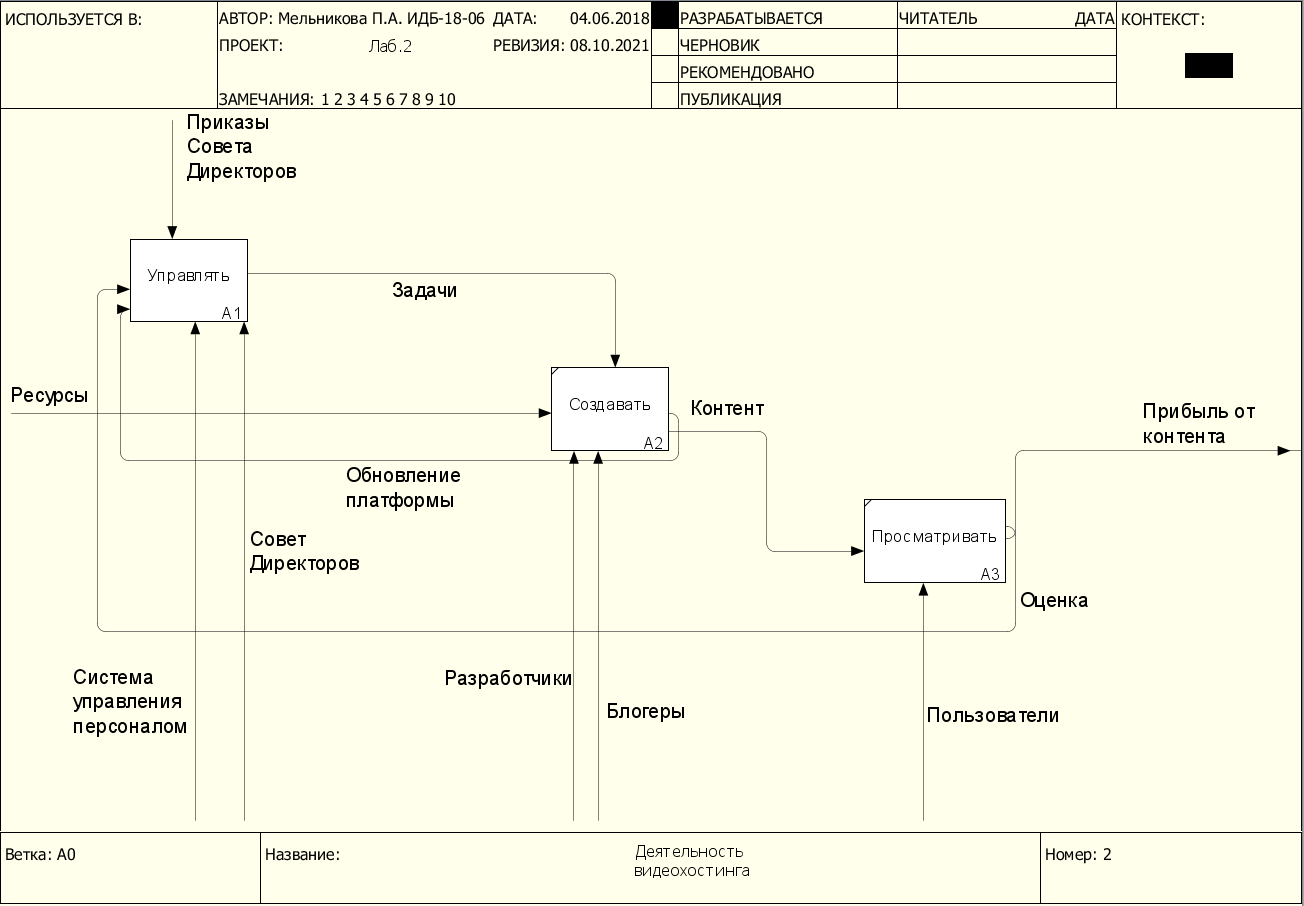 ИСПОЛЬЗУЕТСЯ В:
АВТОР: Мельникова П.А. ИДБ-18-06 ДАТА: 04.06.2018
ПРОЕКТ: Лаб.2 РЕВИЗИЯ: 08.10.2021
ЗАМЕЧАНИЯ: 1 2 3 4 5 6 7 8 9 10
РАЗРАБАТЫВАЕТСЯ
ЧЕРНОВИК
РЕКОМЕНДОВАНО
ПУБЛИКАЦИЯ
ЧИТАТЕЛЬ ДАТА
КОНТЕКСТ:
Приказы
Совета
Директоров
Управлять
A1
Задачи
Ресурсы
Создавать
A2
Контент
Прибыль от
контента
Обновление
платформы
Просматривать
A3
Совет
Директоров
Оценка
Система
управления
персоналом
Разработчики
Блогеры
Пользователи
Ветка: A0
Название:
Деятельность
видеохостинга
Номер: 2